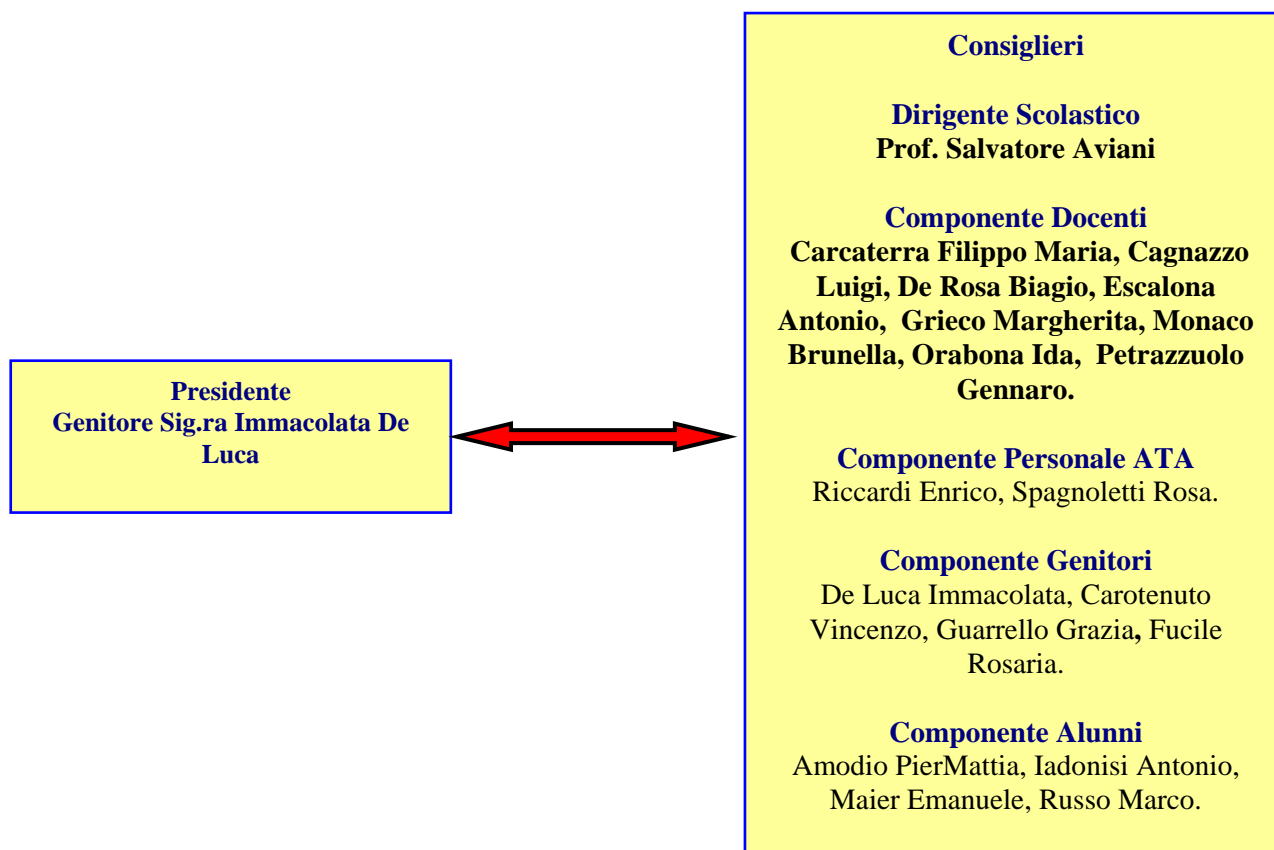 Presidente
Genitore Sig.ra Immacolata De
Luca
Consiglieri
Dirigente Scolastico
Prof. Salvatore Aviani
Componente Docenti
Carcaterra Filippo Maria, Cagnazzo
Luigi, De Rosa Biagio, Escalona
Antonio, Grieco Margherita, Monaco
Brunella, Orabona Ida, Petrazzuolo
Gennaro.
Componente Personale ATA
Riccardi Enrico, Spagnoletti Rosa.
Componente Genitori
De Luca Immacolata, Carotenuto
Vincenzo, Guarrello Grazia, Fucile
Rosaria.
Componente Alunni
Amodio PierMattia, Iadonisi Antonio,
Maier Emanuele, Russo Marco.